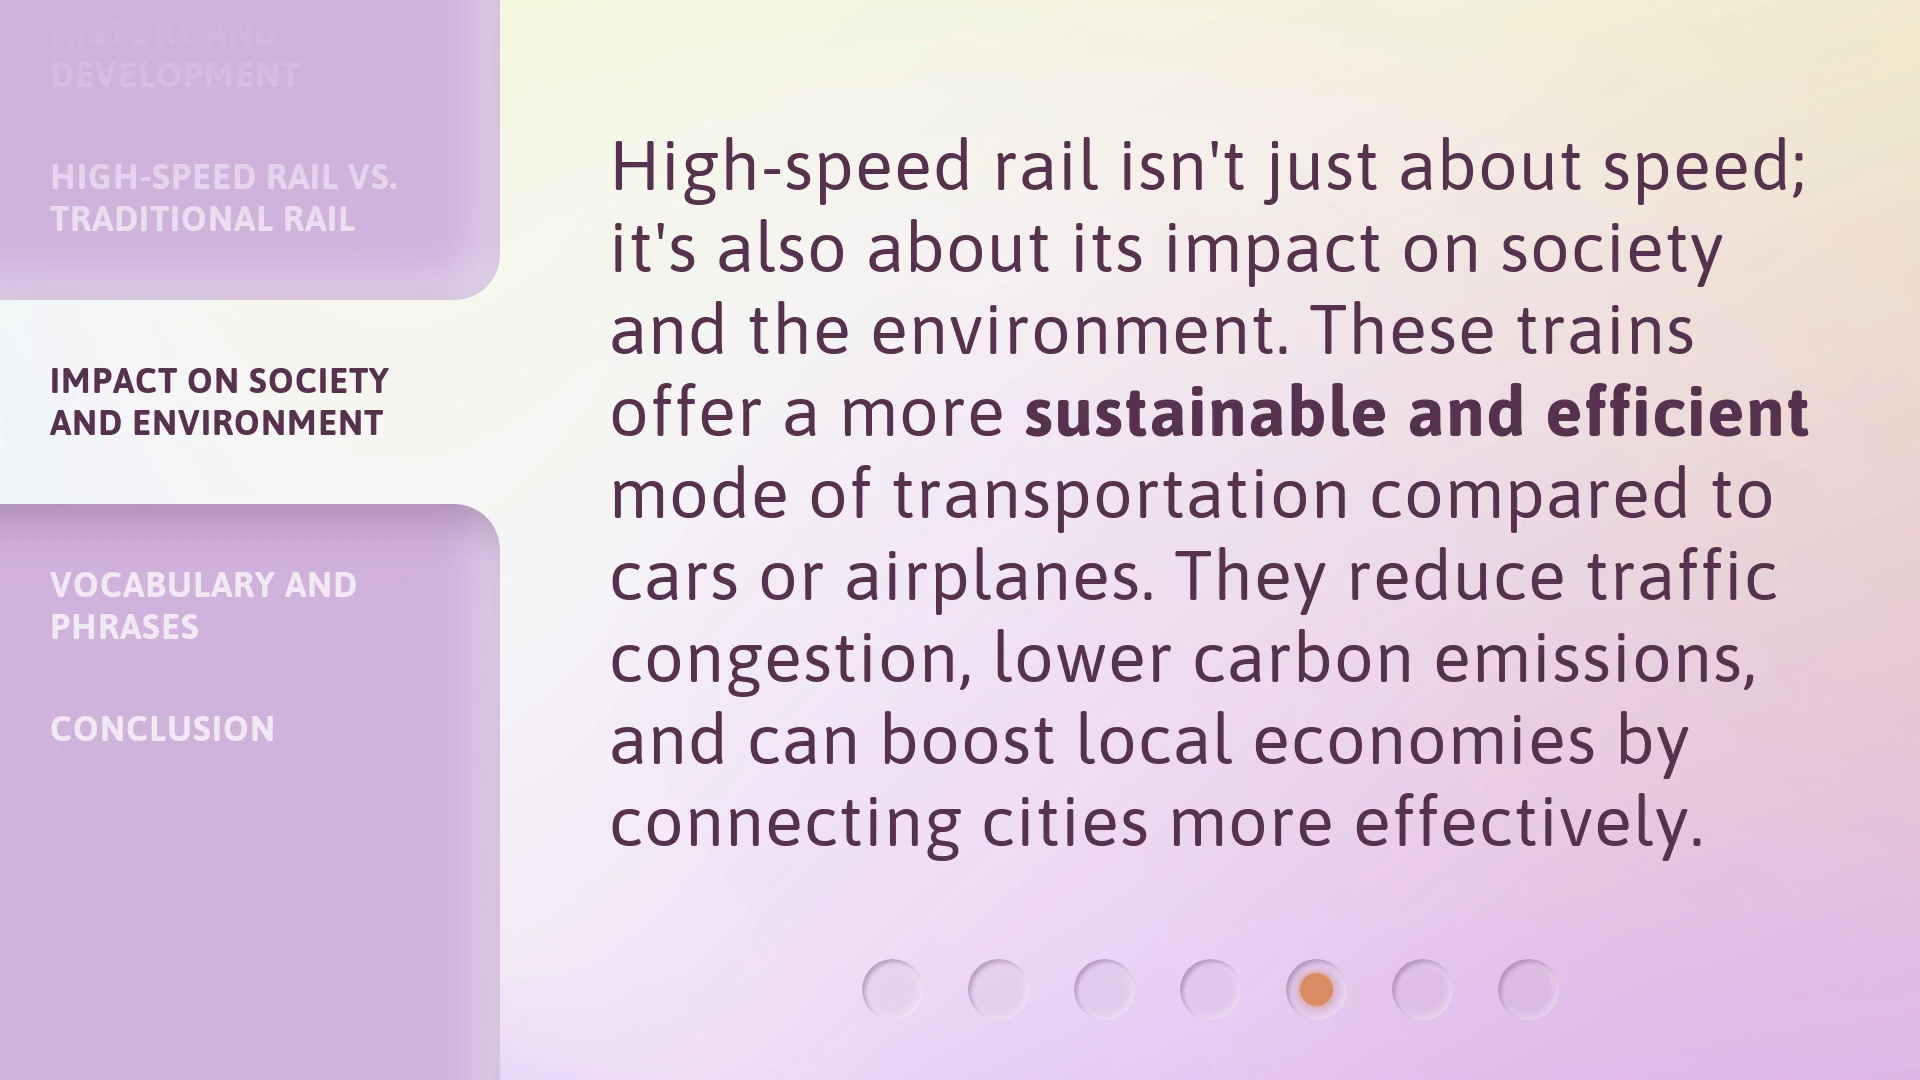 HISTORY AND
DEVELOPMENT
HIGH-SPEED RAIL VS.
TRADITIONAL RAIL
IMPACT ON SOCIETY
AND ENVIRONMENT
VOCABULARY AND
PHRASES
CONCLUSION
High-speed rail isn't just about speed;
it's also about its impact on society
and the environment. These trains
offer a more sustainable and efficient
mode of transportation compared to
cars or airplanes. They reduce traffic
congestion, lower carbon emissions,
and can boost local economies by
connecting cities more effectively.